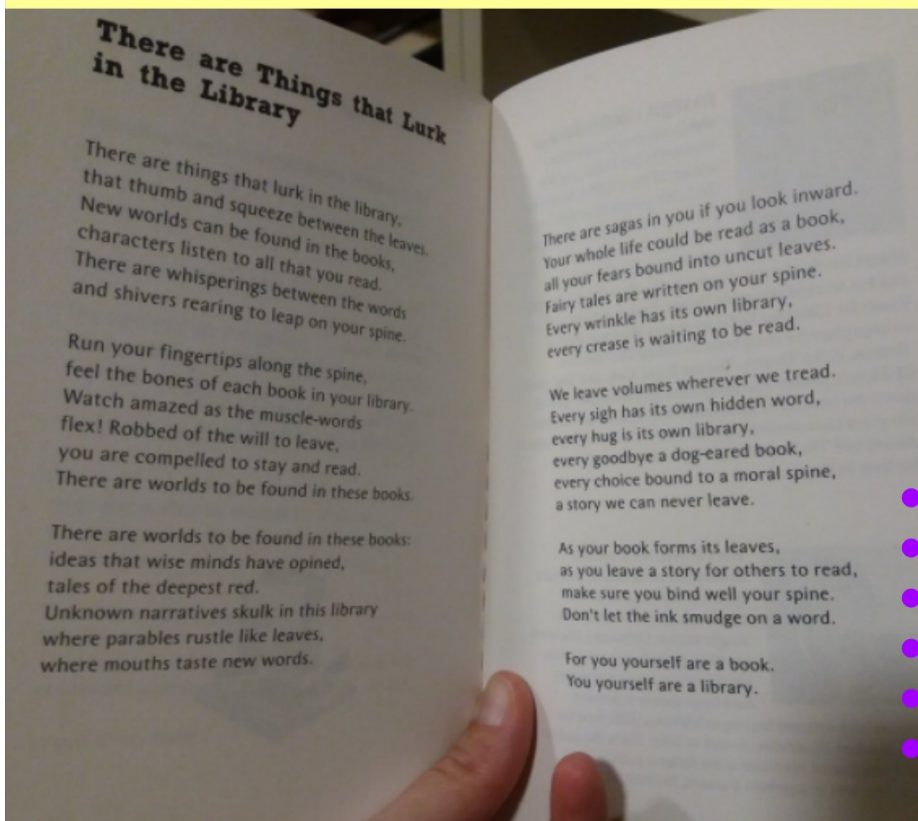 There are Things that Lurk
in the Library
There are things that lurk in the library,
that thumb and squeeze between the leaves.
New worlds can be found in the books,
characters listen to all that you read.
There are whisperings between the words
and shivers rearing to leap on your spine.
Run your fingertips along the spine,
feel the bones of each book in your library.
Watch amazed as the muscle-words
flex! Robbed of the will to leave,
you are compelled to stay and read.
There are worlds to be found in these books.
There are worlds to be found in these books:
ideas that wise minds have opined,
tales of the deepest red.
Unknown narratives skulk in this library
where parables rustle like leaves,
where mouths taste new words.
There are sagas in you if you look inward.
Your whole life could be read as a book,
all your fears bound into uncut leaves.
Fairy tales are written on your spine.
Every wrinkle has its own library,
every crease is waiting to be read.
We leave volumes wherever we tread.
Every sigh has its own hidden word,
every hug is its own library,
every goodbye a dog-eared book,
every choice bound to a moral spine,
a story we can never leave.
As your book forms its leaves,
as you leave a story for others to read,
make sure you bind well your spine.
Don't let the ink smudge on a word.
For you yourself are a book.
You yourself are a library.